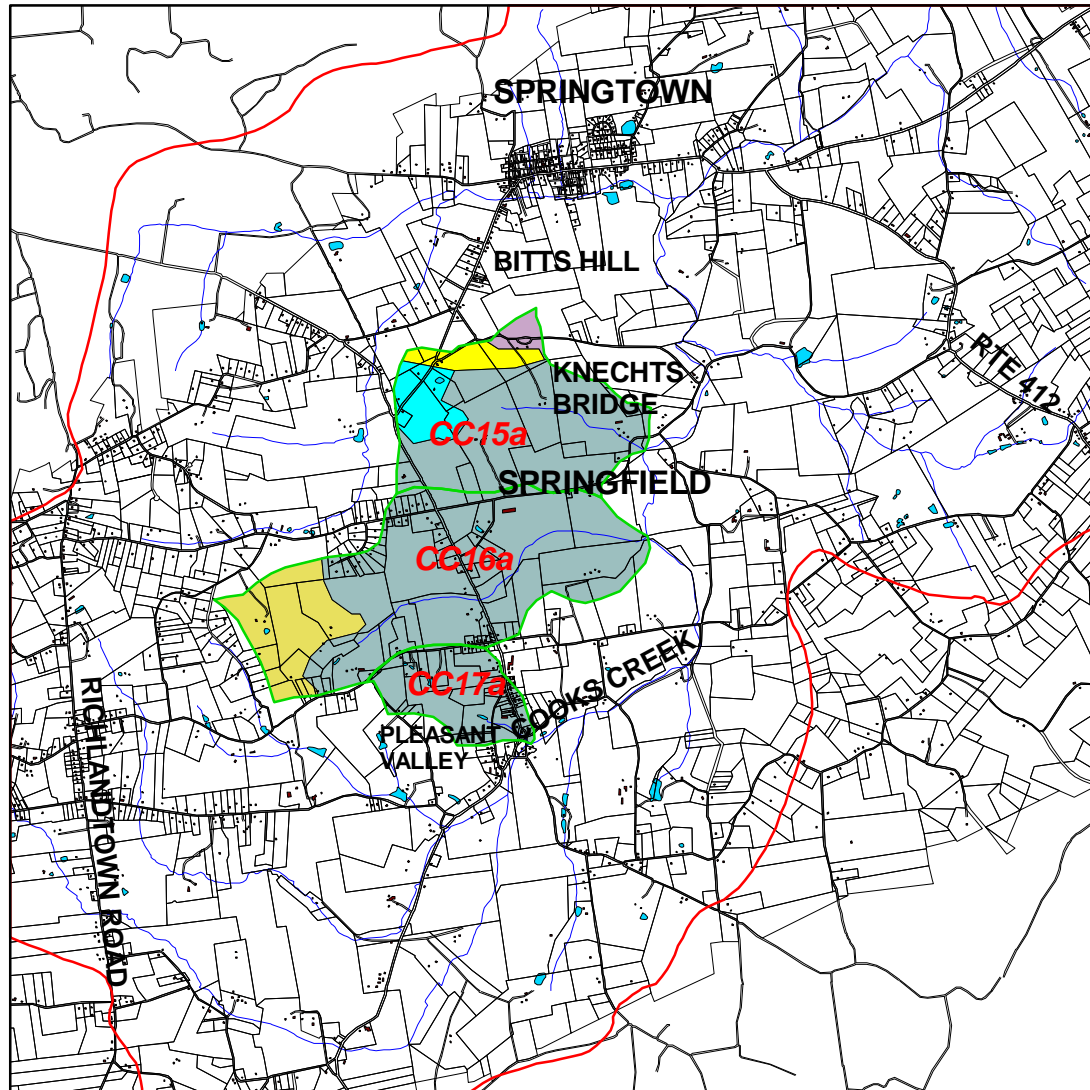 SPRINGTOWN
BITTS HILL
KNECHTS
BRIDGE
RTE 412
CC15a
SPRINGFIELD
CC16a
COOKS CREEK
CC17a
PLEASANT
VALLEY
RICHLANDTOWN ROAD